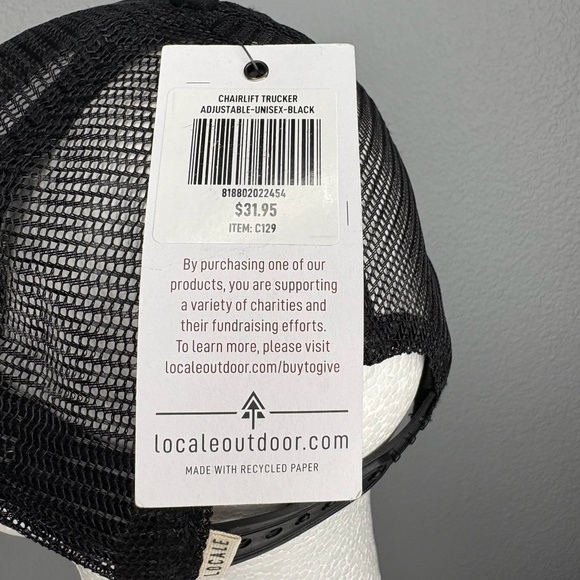 CHAIRLIFT TRUCKER
ADJUSTABLE-UNISEX-BLACK
818802022454
$31.95
ITEM: C129
By purchasing one of our
products, you are supporting
a variety of charities and
their fundraising efforts.
To learn more, please visit
localeoutdoor.com/buytogive
localeoutdoor.com
MADE WITH RECYCLED PAPER
LOCALE